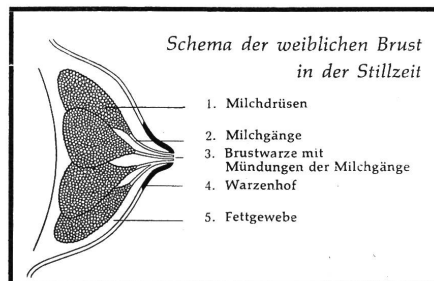 Schema der weiblichen Brust
in der Stillzeit
1. Milchdrüsen
2. Milchgänge
3. Brustwarze mit
Mündungen der Milchgänge
4. Warzenhof
5. Fettgewebe